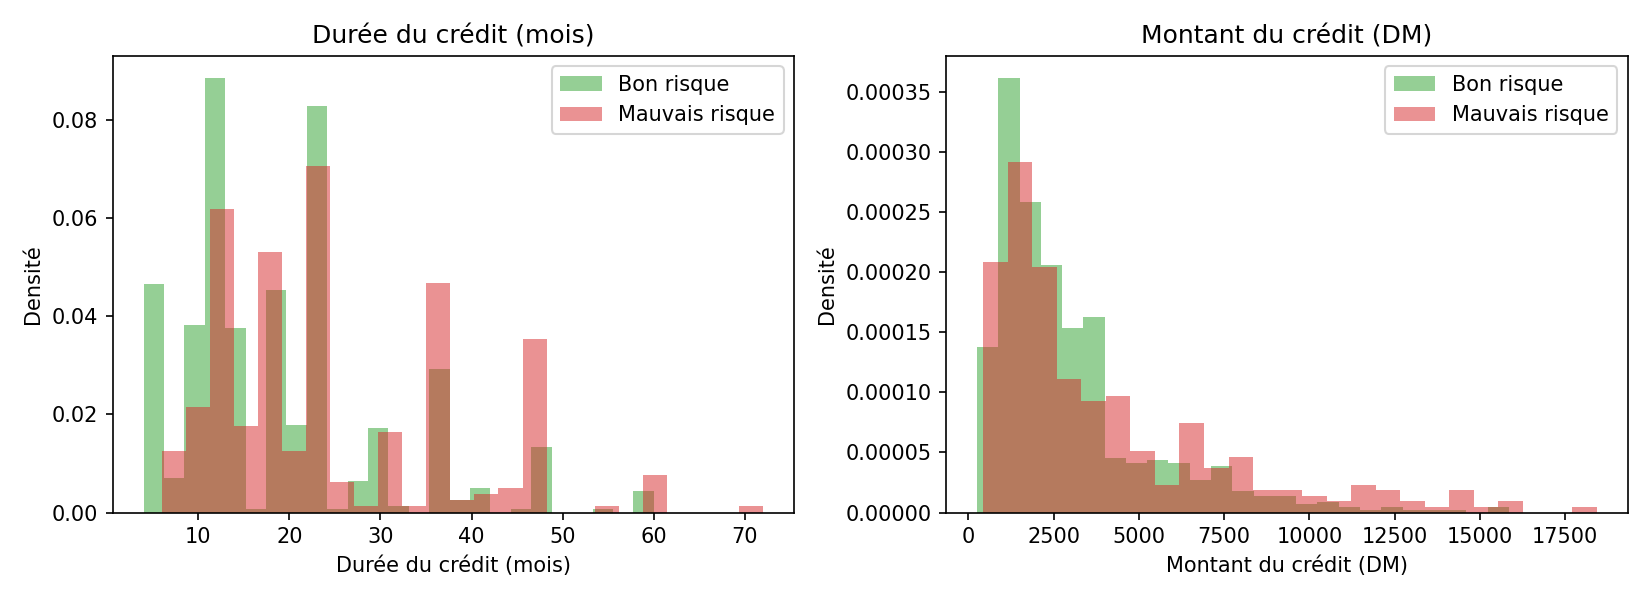 Durée du crédit (mois)
0.08
0.06
0.04
0.02
0.00
Densité
Bon risque
Mauvais risque
10 20 30 40 50 60 70
Durée du crédit (mois)
Montant du crédit (DM)
0.00035
0.00030
0.00025
0.00020
0.00015
0.00010
0.00005
0.00000
Densité
Bon risque
Mauvais risque
0 2500 5000 7500 10000 12500 15000 17500
Montant du crédit (DM)